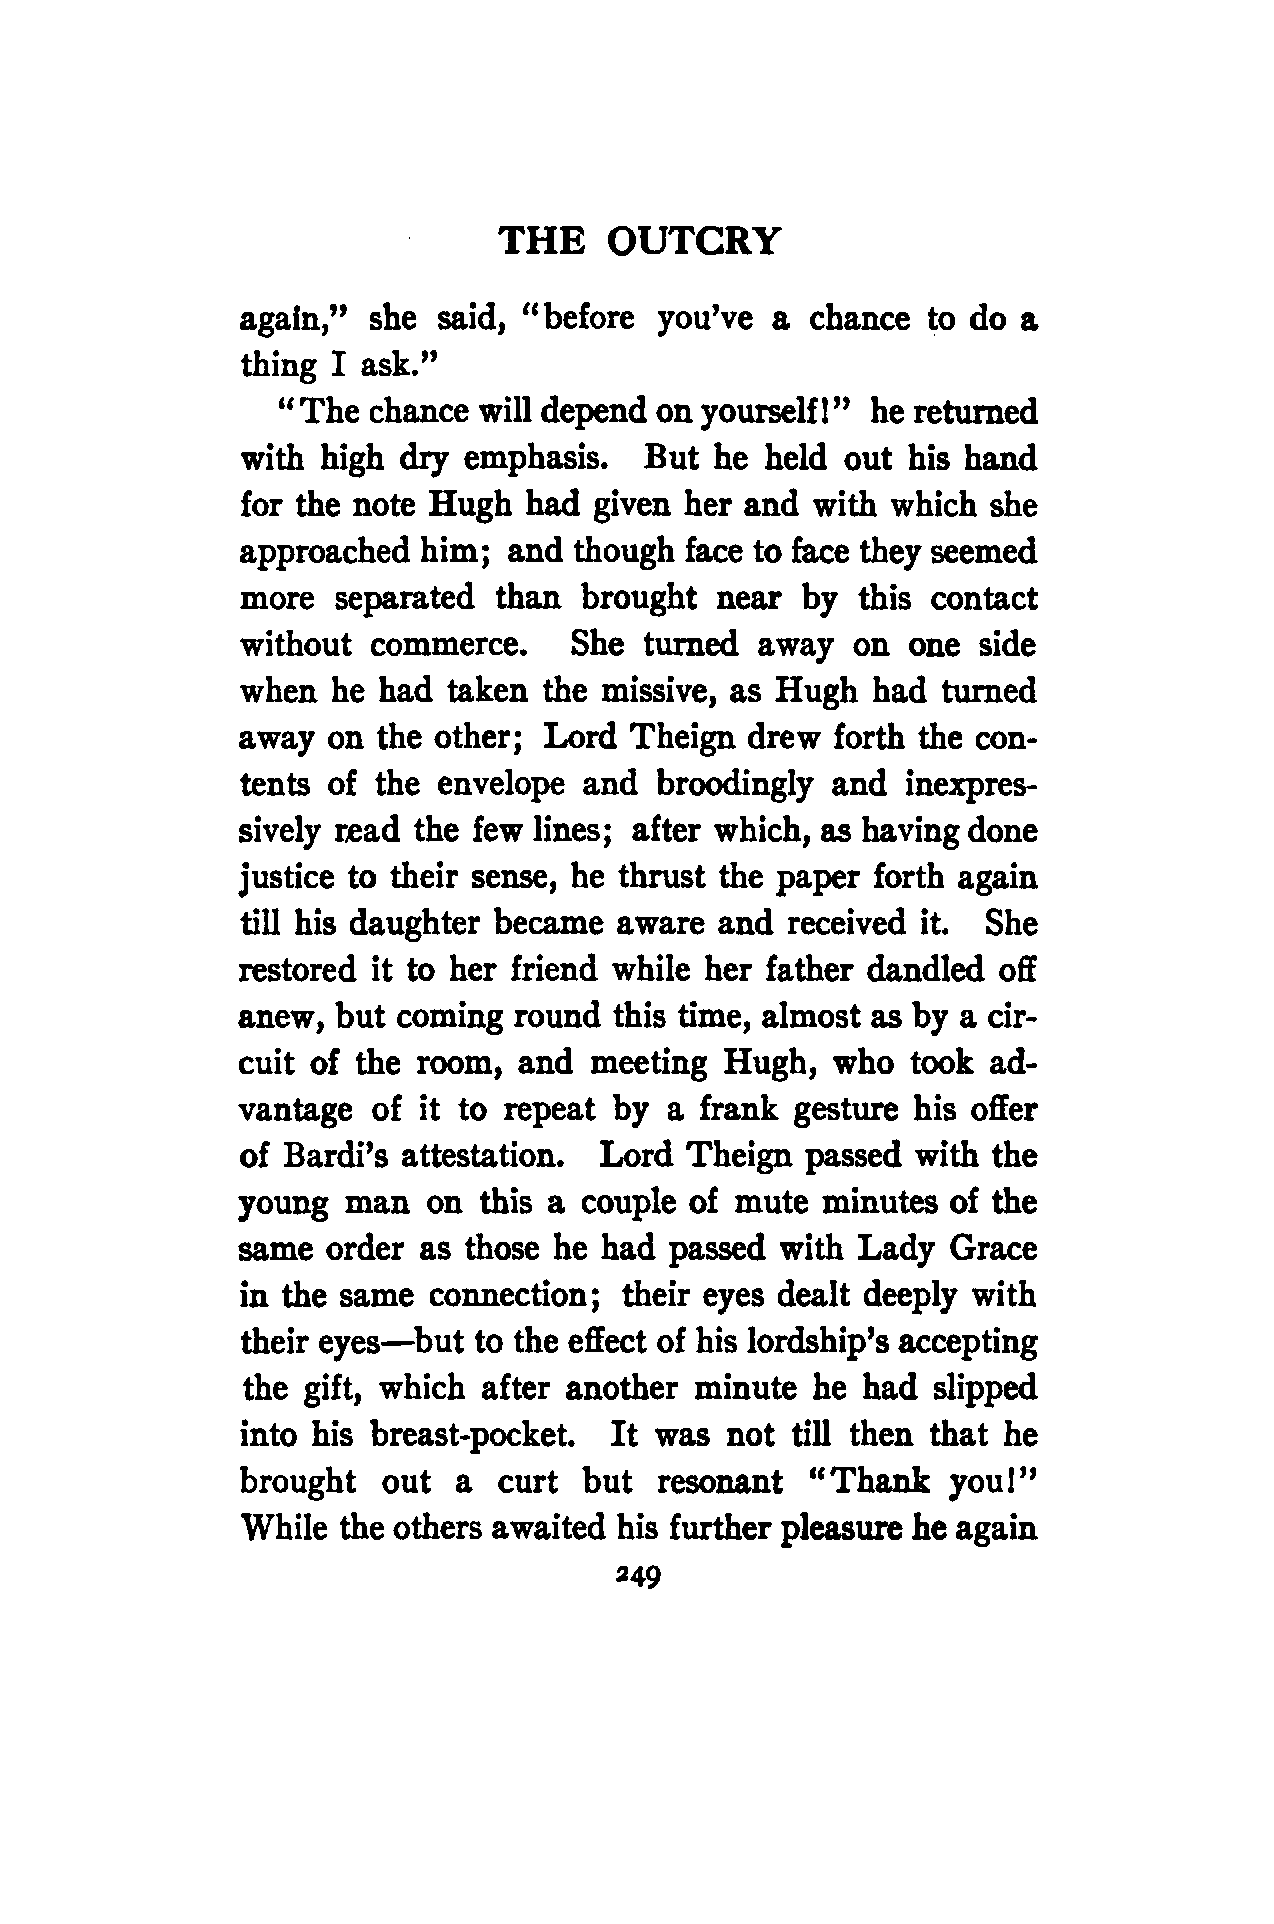 THE OUTCRY
again,” she said, “before you’ve a chance to do a
thing I ask.”
“The chance will depend on yourself!” he returned
with high dry emphasis. But he held out his hand
for the note Hugh had given her and with which she
approached him; and though face to face they seemed
more separated than brought near by this contact
without commerce. She turned away on one side
when he had taken the missive, as Hugh had turned
away on the other; Lord Theign drew forth the con-
tents of the envelope and broodingly and inexpres-
sively read the few lines; after which, as having done
justice to their sense, he thrust the paper forth again
till his daughter became aware and received it. She
restored it to her friend while her father dandled off
anew, but coming round this time, almost as by a cir-
cuit of the room, and meeting Hugh, who took ad-
vantage of it to repeat by a frank gesture his offer
of Bardi’s attestation. Lord Theign passed with the
young man on this a couple of mute minutes of the
same order as those he had passed with Lady Grace
in the same connection; their eyes dealt deeply with
their eyes—but to the effect of his lordship’s accepting
the gift, which after another minute he had slipped
into his breast-pocket. It was not till then that he
brought out a curt but resonant “Thank you!”
While the others awaited his further pleasure he again
249